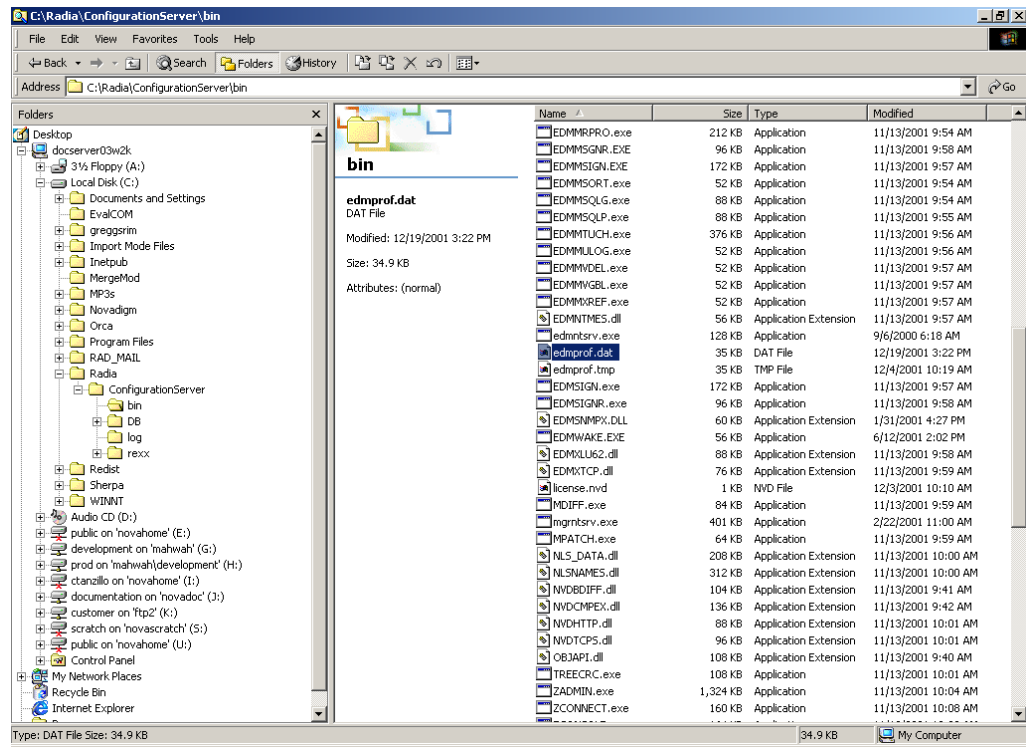 C:\Radia\ConfigurationServer\bin
File Edit View Favorites Tools Help
Back Search Folders History
Address C:\Radia\ConfigurationServer\bin Go
Folders
Desktop
docserver03w2k
3½ Floppy (A:)
Local Disk (C:)
Documents and Settings
EvalCOM
greggsrim
Import Mode Files
Inetpub
MergeMod
MP3s
Novadigm
Orca
Program Files
RAD_MAIL
Radia
ConfigurationServer
bin
DB
log
rexx
Redist
Sherpa
WINNT
Audio CD (D:)
public on 'novahome' (E:)
development on 'mahwah' (G:)
prod on 'mahwah\development' (H:)
ctanzillo on 'novahome' (I:)
documentation on 'novadoc' (J:)
customer on 'ftp2' (K:)
scratch on 'novascratch' (S:)
public on 'novahome' (U:)
Control Panel
My Network Places
Recycle Bin
Internet Explorer
bin
edmprof.dat
DAT File
Modified: 12/19/2001 3:22 PM
Size: 34.9 KB
Attributes: (normal)
Name Size Type Modified
EDMMRPRO.exe 212 KB Application 11/13/2001 9:54 AM
EDMMSGNR.EXE 96 KB Application 11/13/2001 9:58 AM
EDMMSIGN.EXE 172 KB Application 11/13/2001 9:57 AM
EDMMSORT.exe 52 KB Application 11/13/2001 9:54 AM
EDMMSQLG.exe 88 KB Application 11/13/2001 9:54 AM
EDMMSQLP.exe 88 KB Application 11/13/2001 9:55 AM
EDMMTUCH.exe 376 KB Application 11/13/2001 9:56 AM
EDMMULOG.exe 52 KB Application 11/13/2001 9:56 AM
EDMMVDEL.exe 52 KB Application 11/13/2001 9:57 AM
EDMMVGBL.exe 52 KB Application 11/13/2001 9:57 AM
EDMMXREF.exe 52 KB Application 11/13/2001 9:57 AM
EDMNTMES.dll 56 KB Application Extension 11/13/2001 9:57 AM
edmntsrv.exe 128 KB Application 9/6/2000 6:18 AM
edmprof.dat 35 KB DAT File 12/19/2001 3:22 PM
edmprof.tmp 35 KB TMP File 12/4/2001 10:19 AM
EDMSIGN.exe 172 KB Application 11/13/2001 9:57 AM
EDMSIGNR.exe 96 KB Application 11/13/2001 9:58 AM
EDMSNMPX.DLL 60 KB Application Extension 1/31/2001 4:27 PM
EDMWAKE.EXE 56 KB Application 6/12/2001 2:02 PM
EDMXLU62.dll 88 KB Application Extension 11/13/2001 9:58 AM
EDMXTCP.dll 76 KB Application Extension 11/13/2001 9:59 AM
license.nvd 1 KB NVD File 12/3/2001 10:10 AM
MDIFF.exe 84 KB Application 11/13/2001 9:59 AM
mgrntsrv.exe 401 KB Application 2/22/2001 11:00 AM
MPATCH.exe 64 KB Application 11/13/2001 9:59 AM
NLS_DATA.dll 208 KB Application Extension 11/13/2001 10:00 AM
NLSNAMES.dll 312 KB Application Extension 11/13/2001 10:00 AM
NVDBDIFF.dll 104 KB Application Extension 11/13/2001 9:41 AM
NVDCMPEX.dll 136 KB Application Extension 11/13/2001 9:42 AM
NVDHTTP.dll 88 KB Application Extension 11/13/2001 10:01 AM
NVDTCPS.dll 96 KB Application Extension 11/13/2001 10:01 AM
OBJAPI.dll 108 KB Application Extension 11/13/2001 9:40 AM
TREECRC.exe 108 KB Application 11/13/2001 10:01 AM
ZADMIN.exe 1,324 KB Application 11/13/2001 10:04 AM
ZCONNECT.exe 160 KB Application 11/13/2001 10:08 AM
Type: DAT File Size: 34.9 KB 34.9 KB My Computer